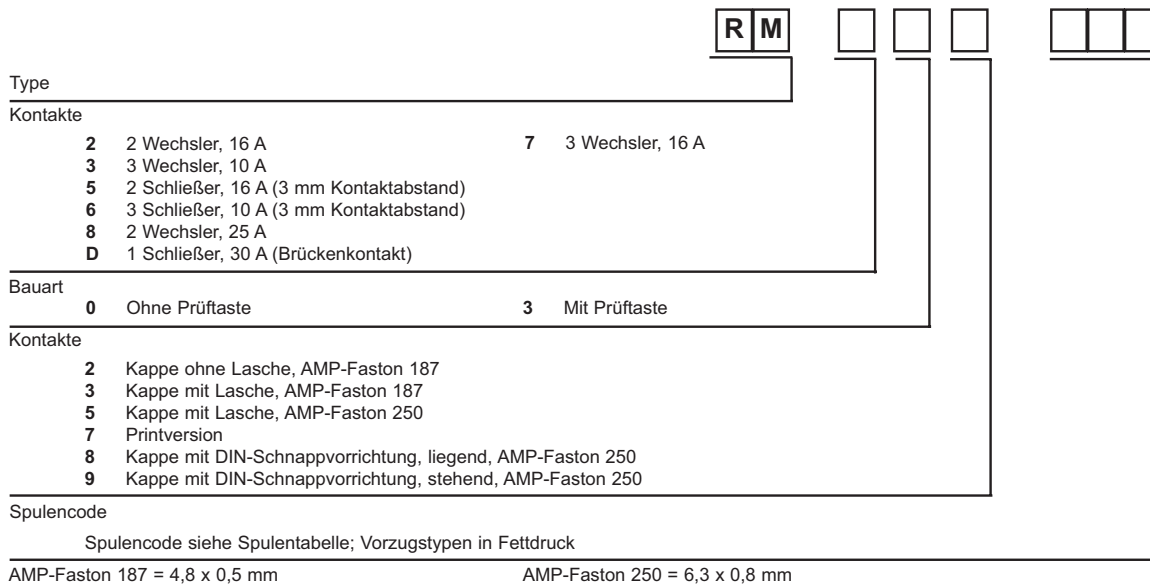 R M
Type
Kontakte
2 2 Wechsler, 16 A 7 3 Wechsler, 16 A
3 3 Wechsler, 10 A
5 2 Schließer, 16 A (3 mm Kontaktabstand)
6 3 Schließer, 10 A (3 mm Kontaktabstand)
8 2 Wechsler, 25 A
D 1 Schließer, 30 A (Brückenkontakt)
Bauart
0 Ohne Prüftaste 3 Mit Prüftaste
Kontakte
2 Kappe ohne Lasche, AMP-Faston 187
3 Kappe mit Lasche, AMP-Faston 187
5 Kappe mit Lasche, AMP-Faston 250
7 Printversion
8 Kappe mit DIN-Schnappvorrichtung, liegend, AMP-Faston 250
9 Kappe mit DIN-Schnappvorrichtung, stehend, AMP-Faston 250
Spulencode
Spulencode siehe Spulentabelle; Vorzugstypen in Fettdruck
AMP-Faston 187 = 4,8 x 0,5 mm AMP-Faston 250 = 6,3 x 0,8 mm